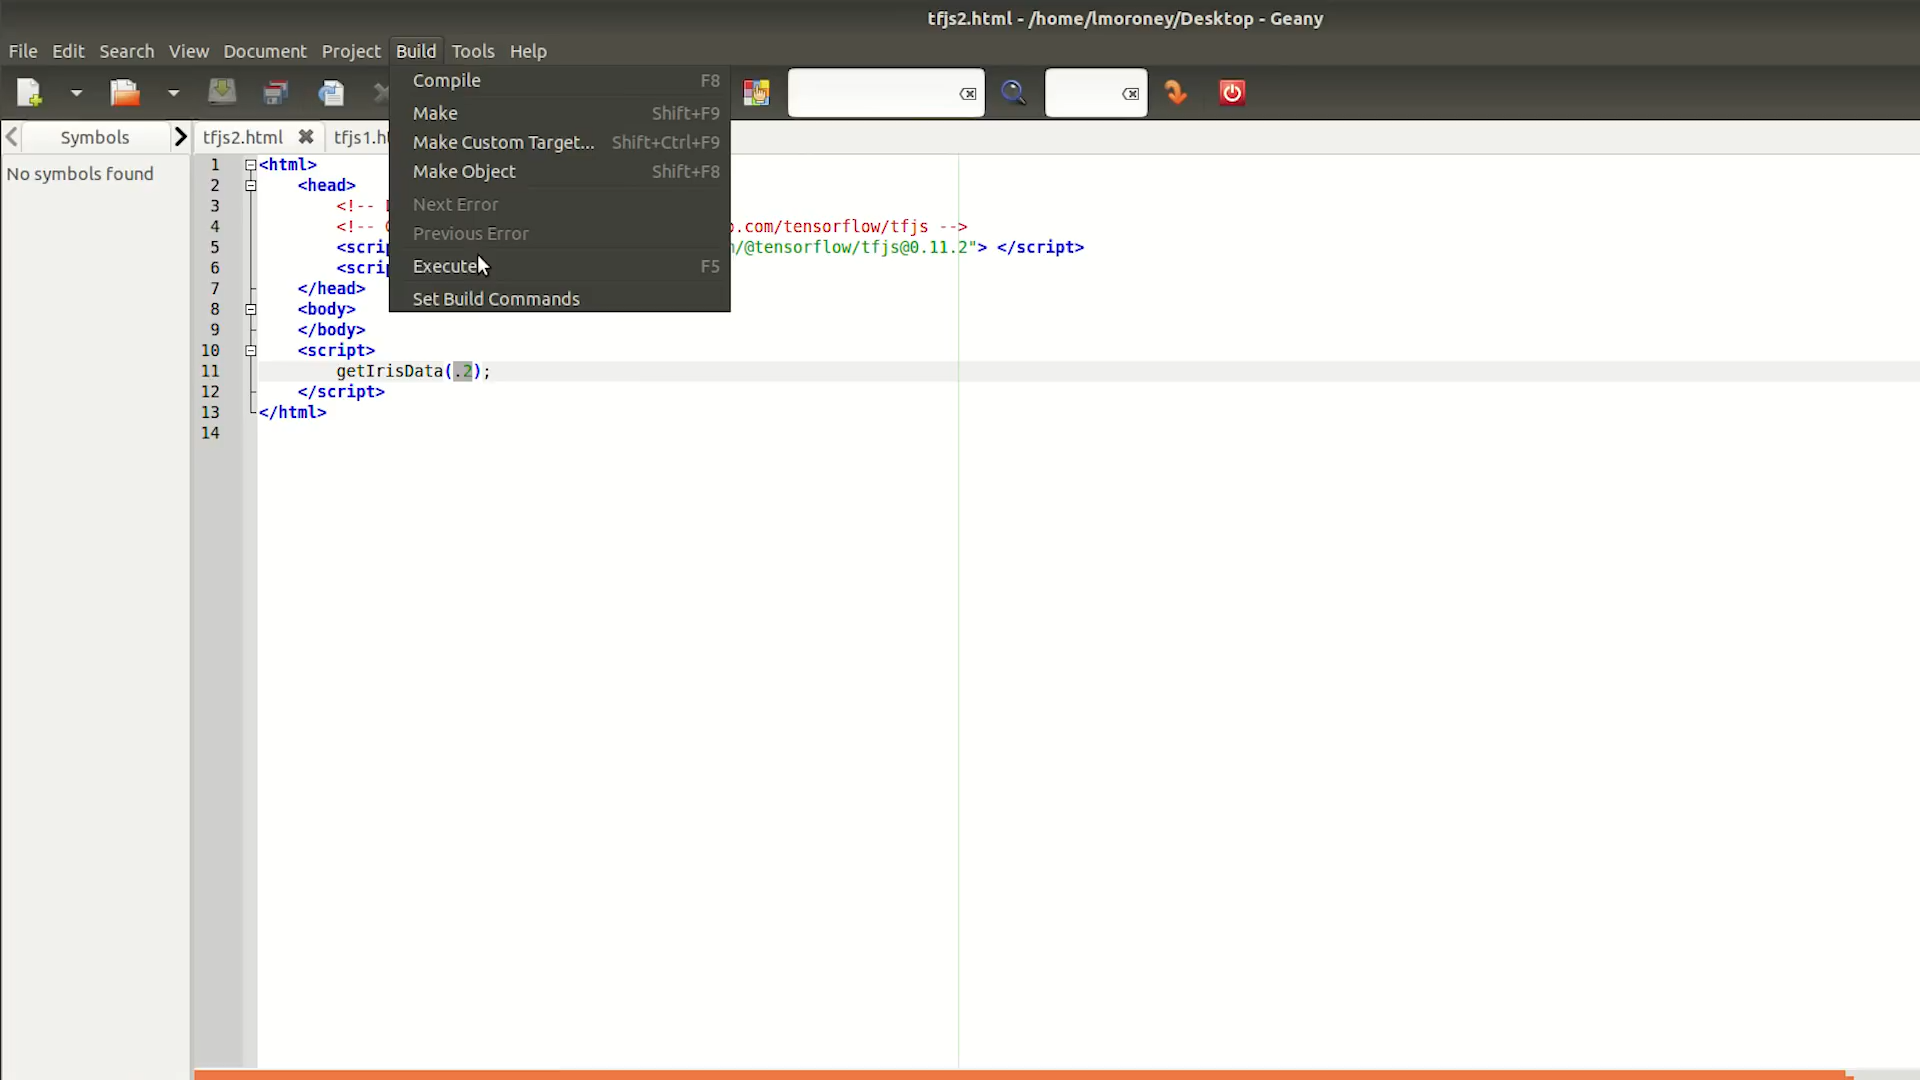 tfjs2.html - /home/lmoroney/Desktop - Geany
File Edit Search View Document Project Build Tools Help
Compile F8
Make Shift+F9
Make Custom Target... Shift+Ctrl+F9
Make Object Shift+F8
Next Error
Previous Error
Execute F5
Set Build Commands
Symbols
No symbols found
tfjs2.html tfjs1.h
1 <html>
2 <head>
3 <!--
4 <!-- .com/tensorflow/tfjs -->
5 <scrip /@tensorflow/tfjs@0.11.2"> </script>
6 <scrip
7 </head>
8 <body>
9 </body>
10 <script>
11 getIrisData(.2);
12 </script>
13 </html>
14